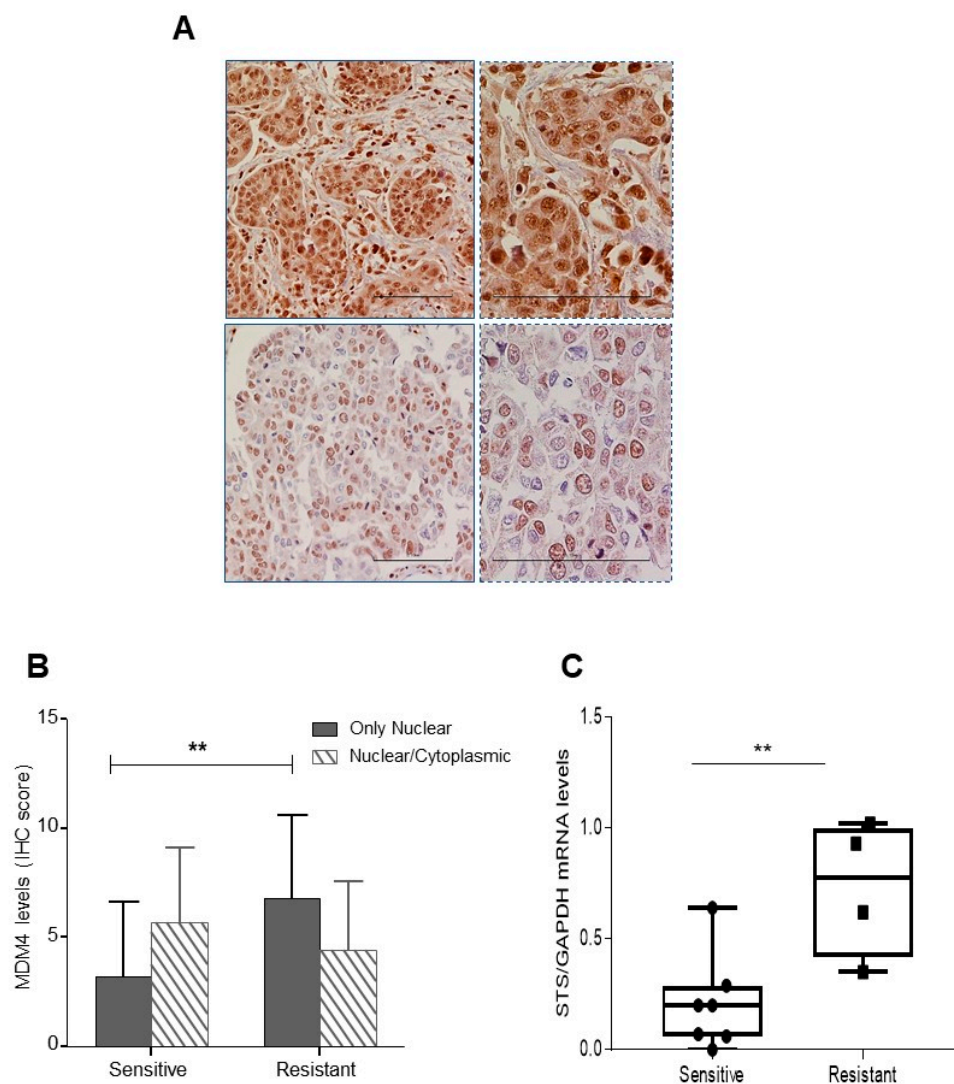 A
B
15
10
5
0
MDM4 levels (IHC score)
**
Only Nuclear
Nuclear/Cytoplasmic
Sensitive
Resistant
C
1.5
1.0
0.5
0.0
STS/GAPDH mRNA levels
**
Sensitive
Resistant